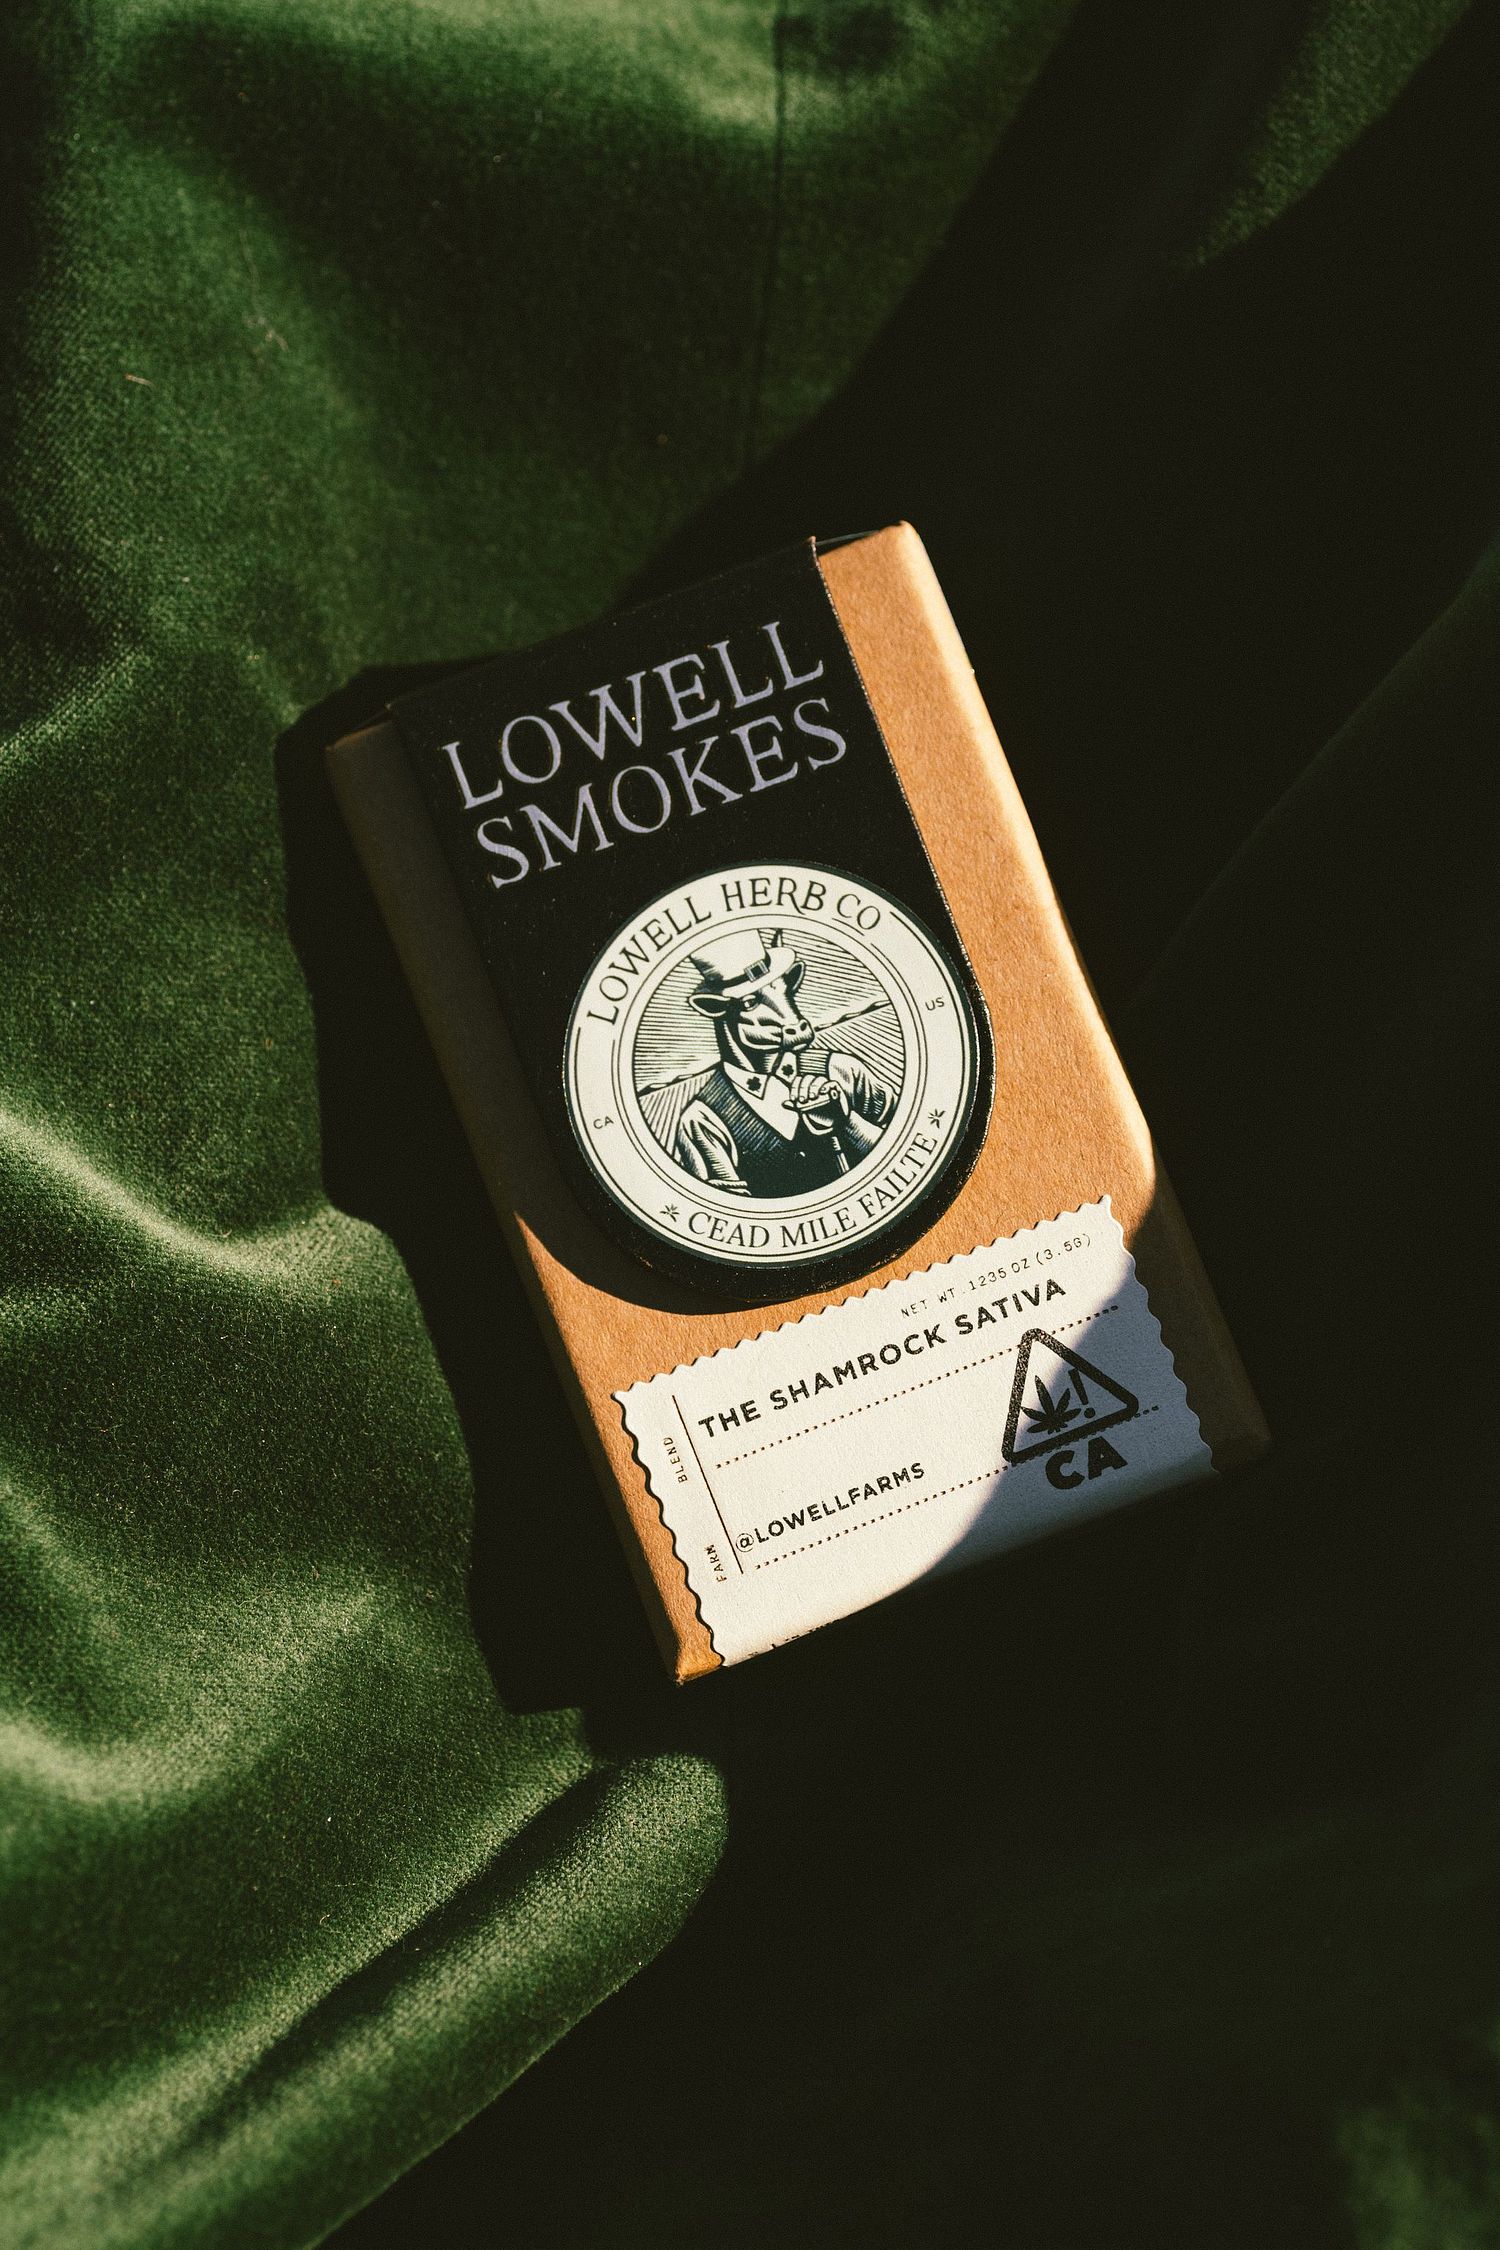 LOWELL
SMOKES
LOWELL HERB CO
CA
US
CEAD MILE FAILTE
NET WT .1235 OZ (3.5G)
BLEND
THE SHAMROCK SATIVA
FARM
@LOWELLFARMS
CA